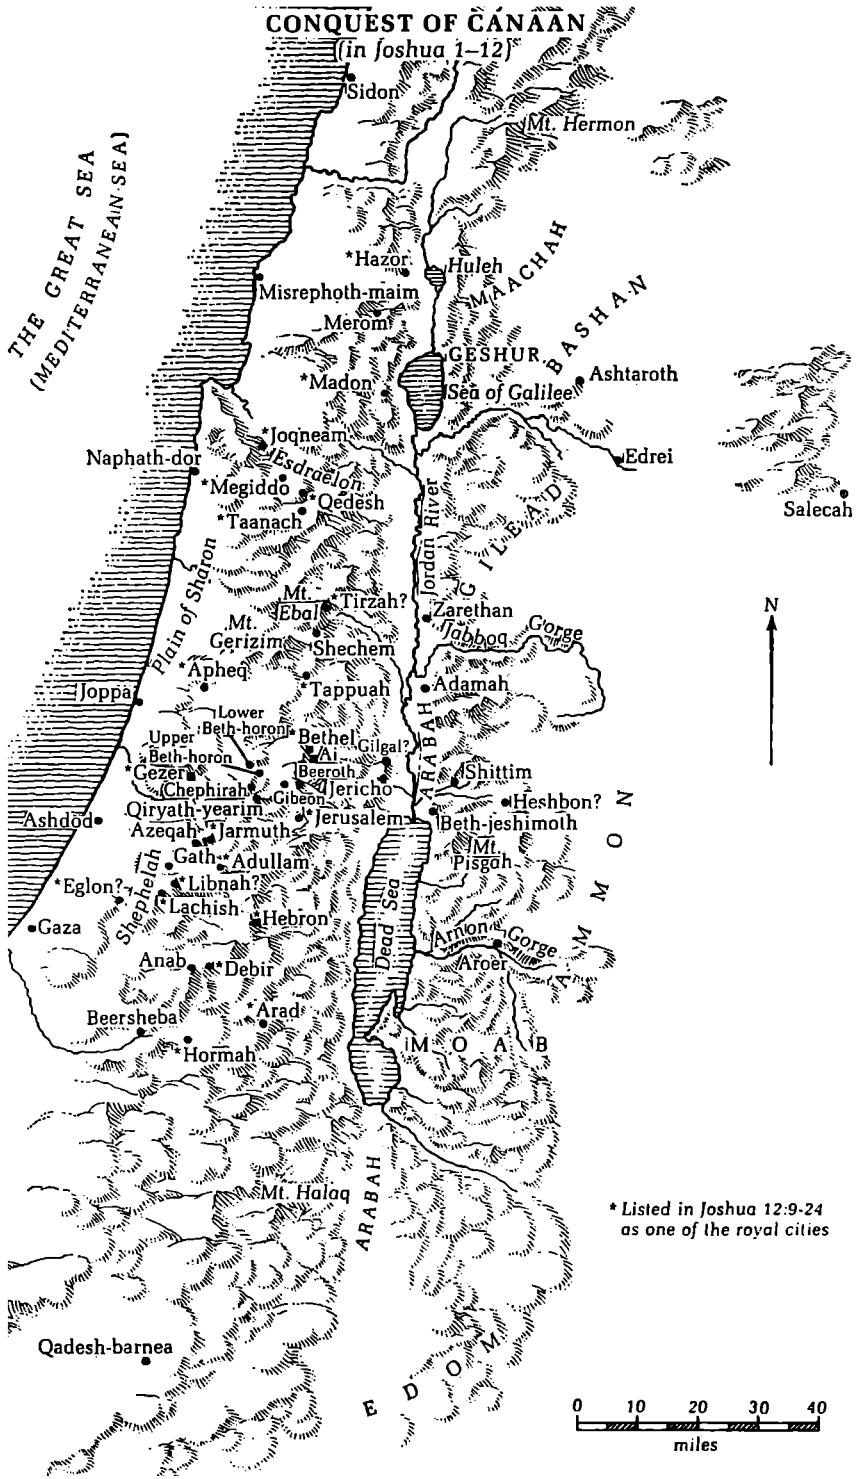 CONQUEST OF CANAAN
(in Joshua 1–12)
Sidon
Mt. Hermon
THE GREAT SEA
(MEDITERRANEAN SEA)
*Hazor
Huleh
MAACHAH
Misrephoth-maim
Merom
BASHAN
GESHUR
*Madon
Sea of Galilee
Ashtaroth
*Joqneam
Esdraelon
Naphath-dor
Edrei
*Megiddo
*Qedesh
*Taanach
Salecah
Jordan River
GILEAD
Plain of Sharon
Mt.
Ebal
*Tirzah?
Mt.
Gerizim
Zarethan
Jabboq Gorge
N
Shechem
*Apheq
*Tappuah
Adamah
Joppa
ARABAH
Lower
Beth-horon
*Bethel
Upper
Beth-horon
Ai
Gilgal?
*Gezer
Beeroth
Shittim
Chephirah
Gibeon
Jericho
Heshbon?
Qiryath-yearim
*Jerusalem
Beth-jeshimoth
Ashdod
Azeqah
*Jarmuth
Mt.
Pisgah
AMMON
Gath
*Adullam
Shephelah
*Eglon?
*Libnah?
*Lachish
Dead Sea
*Hebron
Gaza
Arnon Gorge
Anab
*Debir
Aroer
Beersheba
*Arad
MOAB
*Hormah
ARABAH
Mt. Halaq
* Listed in Joshua 12:9-24
as one of the royal cities
Qadesh-barnea
EDOM
0 10 20 30 40
miles